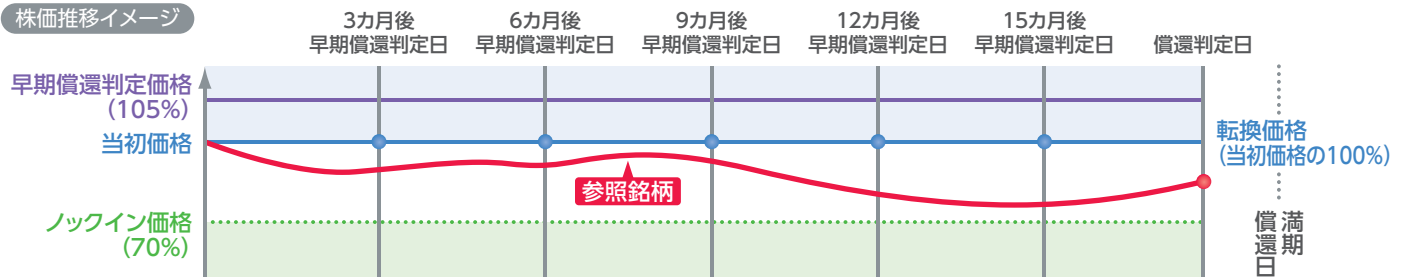 株価推移イメージ
3カ月後
早期償還判定日
6カ月後
早期償還判定日
9カ月後
早期償還判定日
12カ月後
早期償還判定日
15カ月後
早期償還判定日
償還判定日
早期償還判定価格
(105%)
当初価格
ノックイン価格
(70%)
参照銘柄
転換価格
(当初価格の100%)
満期
償還日